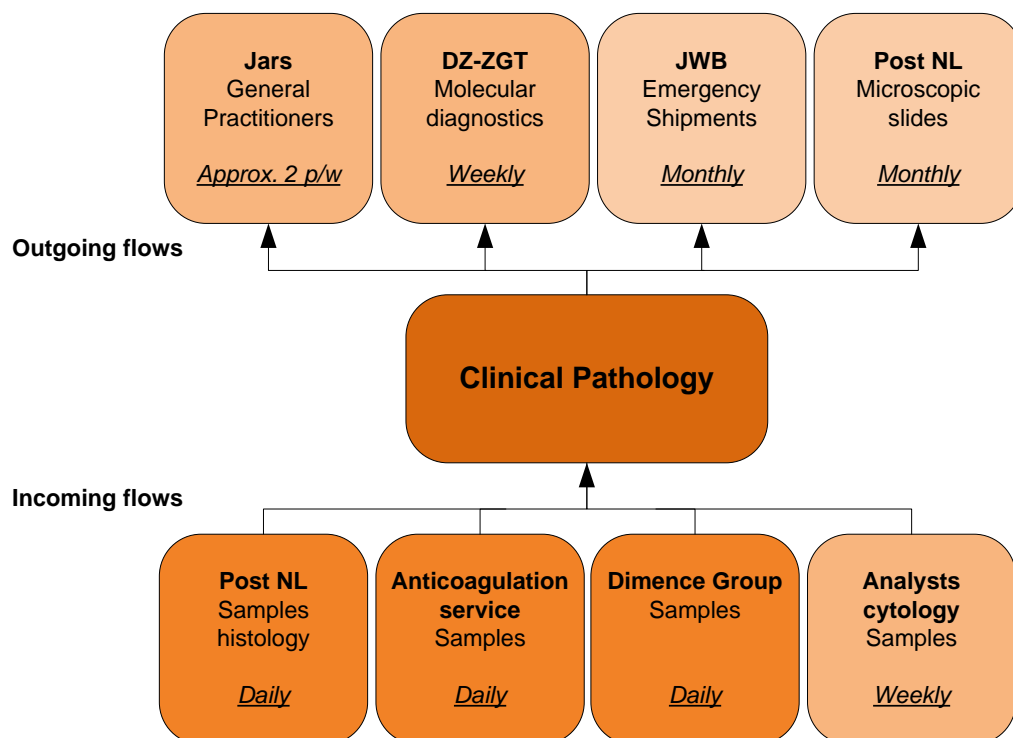 Jars
General
Practitioners
Approx. 2 p/w
DZ-ZGT
Molecular
diagnostics
Weekly
JWB
Emergency
Shipments
Monthly
Post NL
Microscopic
slides
Monthly
Outgoing flows
Clinical Pathology
Incoming flows
Post NL
Samples
histology
Daily
Anticoagulation
service
Samples
Daily
Dimence Group
Samples
Daily
Analysts
cytology
Samples
Weekly